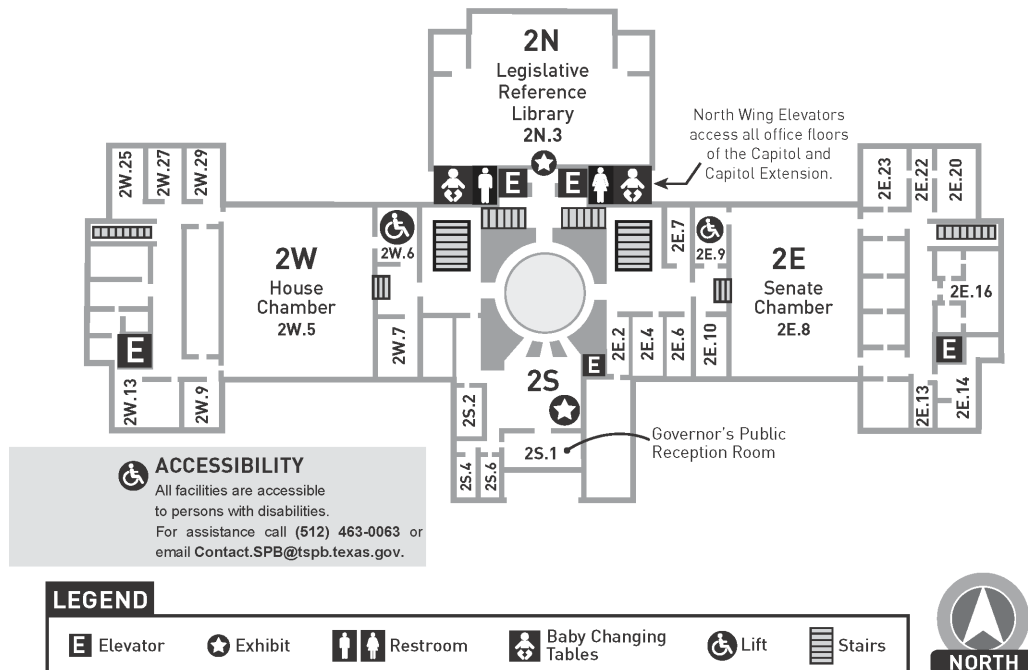 2N
Legislative
Reference
Library
2N.3
North Wing Elevators
access all office floors
of the Capitol and
Capitol Extension.
E
E
2W.25
2W.27
2W.29
2E.23
2E.22
2E.20
2W
House
Chamber
2W.5
2W.6
2W.7
2E.7
2E.9
2E
Senate
Chamber
2E.8
2E.16
E
2W.13
2W.9
2E.2
2E.4
2E.6
2E.10
E
E
2E.13
2E.14
2S
2S.2
2S.1
2S.4
2S.6
Governor's Public
Reception Room
ACCESSIBILITY
All facilities are accessible
to persons with disabilities.
For assistance call (512) 463-0063 or
email Contact.SPB@tspb.texas.gov.
LEGEND
E Elevator
Exhibit
Restroom
Baby Changing
Tables
Lift
Stairs
NORTH